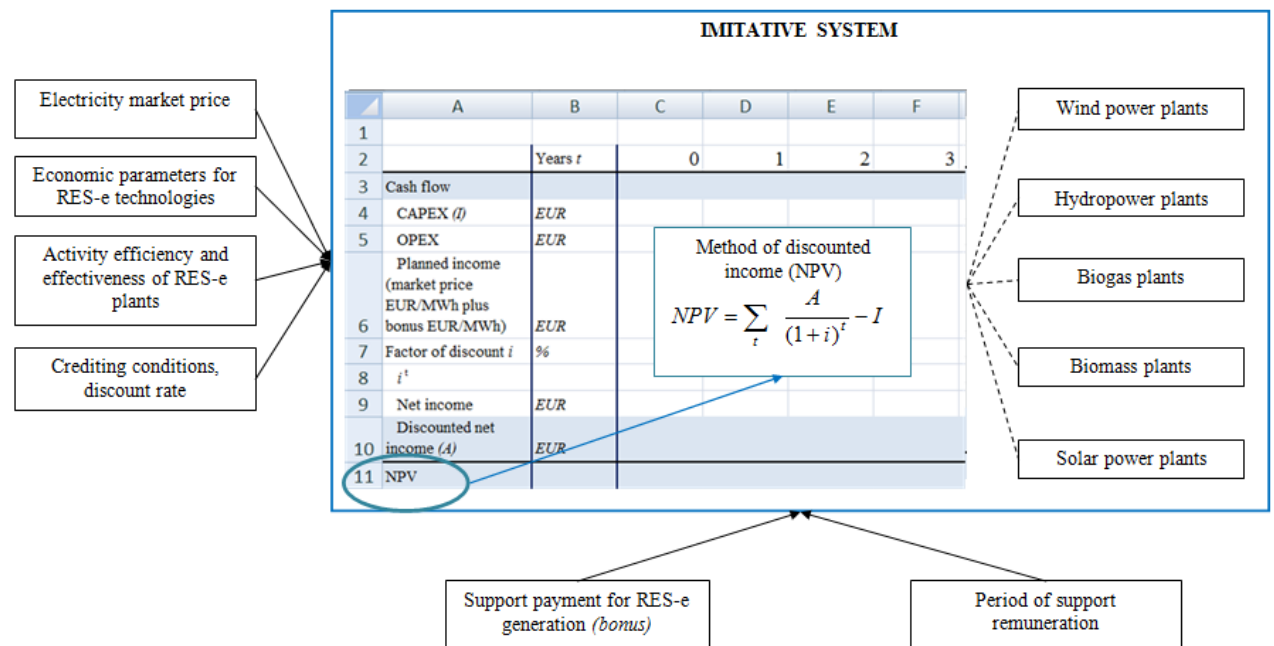 IMITATIVE SYSTEM
Electricity market price
Economic parameters for
RES-e technologies
Activity efficiency and
effectiveness of RES-e
plants
Crediting conditions,
discount rate
A B C D E F
1
2 Years t 0 1 2 3
3 Cash flow
4 CAPEX (I) EUR
5 OPEX EUR
Planned income
(market price
EUR/MWh plus
6 bonus EUR/MWh) EUR
7 Factor of discount i %
8 i^t
9 Net income EUR
Discounted net
10 income (A) EUR
11 NPV
Method of discounted
income (NPV)
NPV = ∑_t A/(1+i)^t − I
Wind power plants
Hydropower plants
Biogas plants
Biomass plants
Solar power plants
Support payment for RES-e
generation (bonus)
Period of support
remuneration